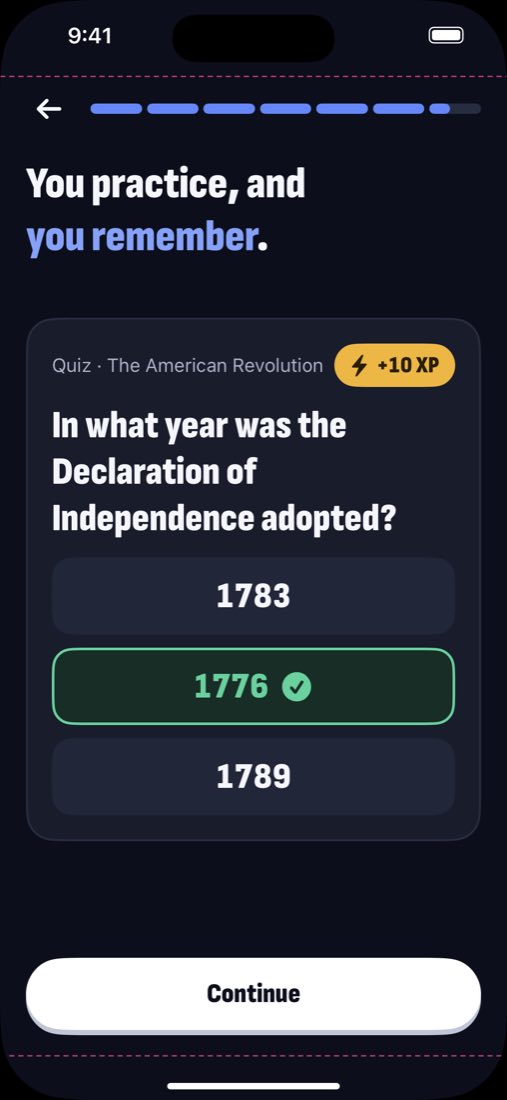 9:41
You practice, and
you remember.
Quiz · The American Revolution
+10 XP
In what year was the
Declaration of
Independence adopted?
1783
1776
1789
Continue